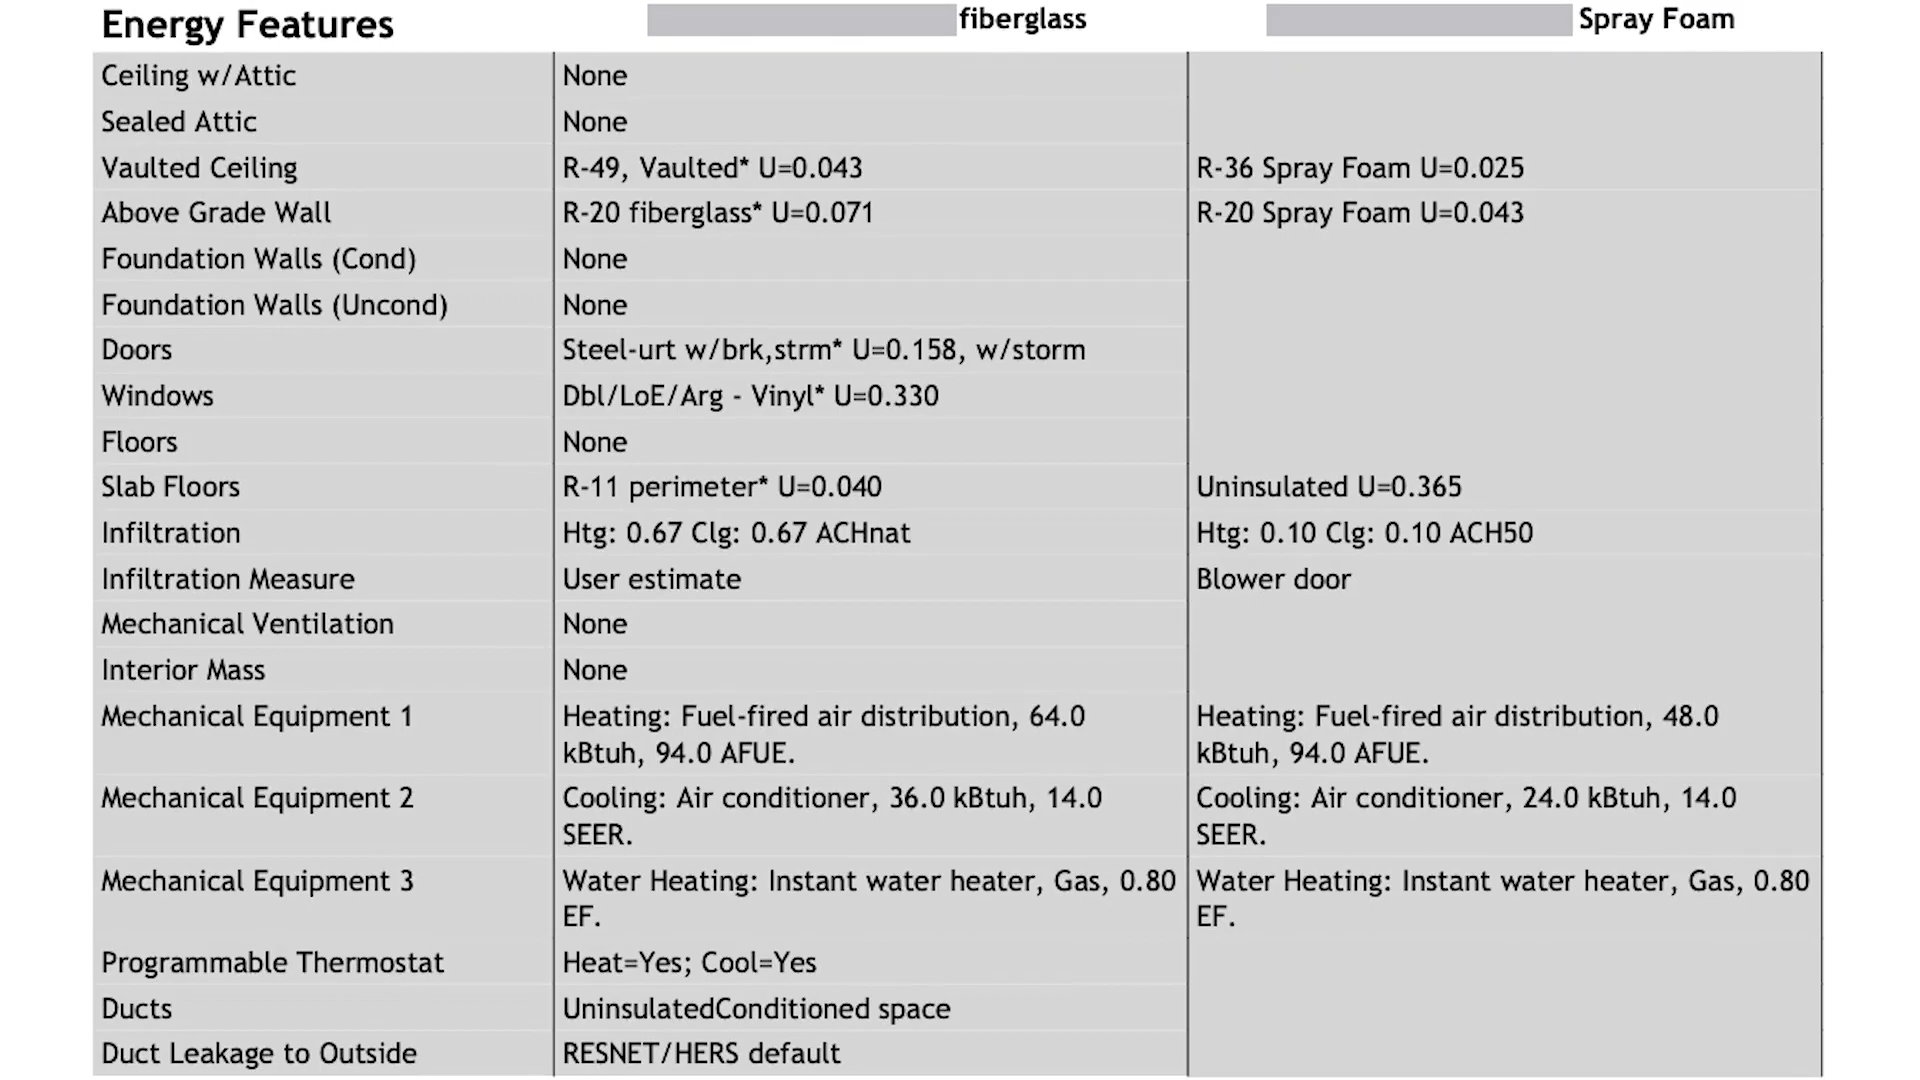 Energy Features fiberglass Spray Foam
Ceiling w/Attic None
Sealed Attic None
Vaulted Ceiling R-49, Vaulted* U=0.043 R-36 Spray Foam U=0.025
Above Grade Wall R-20 fiberglass* U=0.071 R-20 Spray Foam U=0.043
Foundation Walls (Cond) None
Foundation Walls (Uncond) None
Doors Steel-urt w/brk,strm* U=0.158, w/storm
Windows Dbl/LoE/Arg - Vinyl* U=0.330
Floors None
Slab Floors R-11 perimeter* U=0.040 Uninsulated U=0.365
Infiltration Htg: 0.67 Clg: 0.67 ACHnat Htg: 0.10 Clg: 0.10 ACH50
Infiltration Measure User estimate Blower door
Mechanical Ventilation None
Interior Mass None
Mechanical Equipment 1 Heating: Fuel-fired air distribution, 64.0 Heating: Fuel-fired air distribution, 48.0
kBtuh, 94.0 AFUE. kBtuh, 94.0 AFUE.
Mechanical Equipment 2 Cooling: Air conditioner, 36.0 kBtuh, 14.0 Cooling: Air conditioner, 24.0 kBtuh, 14.0
SEER. SEER.
Mechanical Equipment 3 Water Heating: Instant water heater, Gas, 0.80 Water Heating: Instant water heater, Gas, 0.80
EF. EF.
Programmable Thermostat Heat=Yes; Cool=Yes
Ducts UninsulatedConditioned space
Duct Leakage to Outside RESNET/HERS default